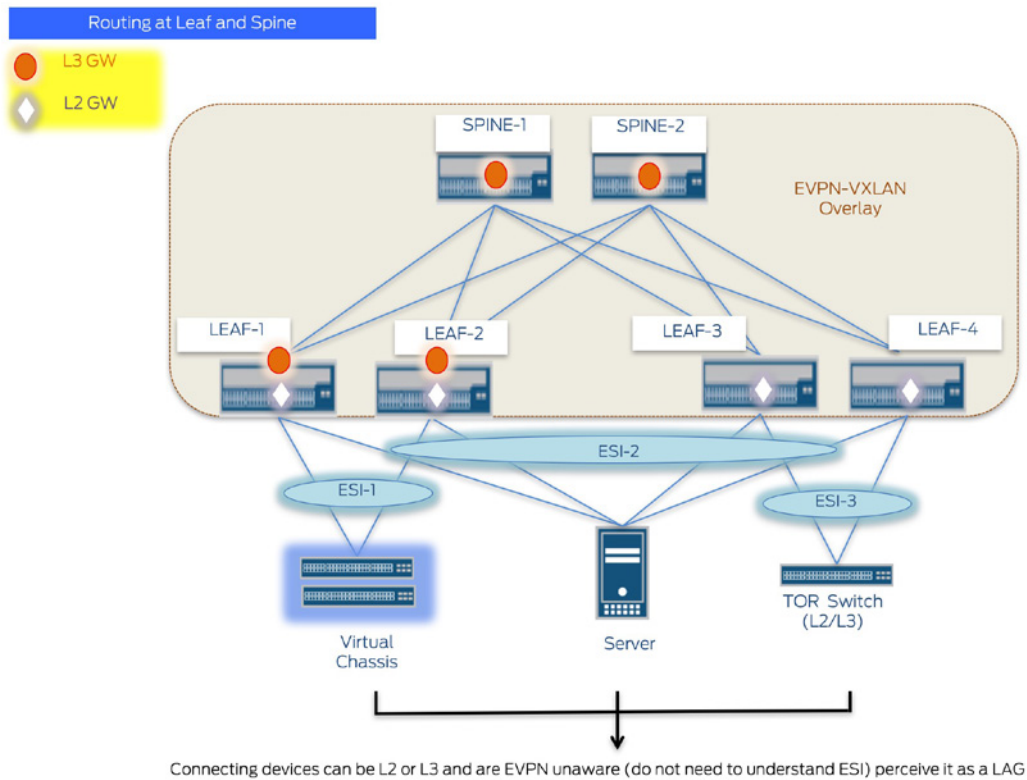 Routing at Leaf and Spine
L3 GW
L2 GW
SPINE-1
SPINE-2
EVPN-VXLAN
Overlay
LEAF-1
LEAF-2
LEAF-3
LEAF-4
ESI-2
ESI-1
ESI-3
Virtual
Chassis
Server
TOR Switch
(L2/L3)
Connecting devices can be L2 or L3 and are EVPN unaware (do not need to understand ESI) perceive it as a LAG